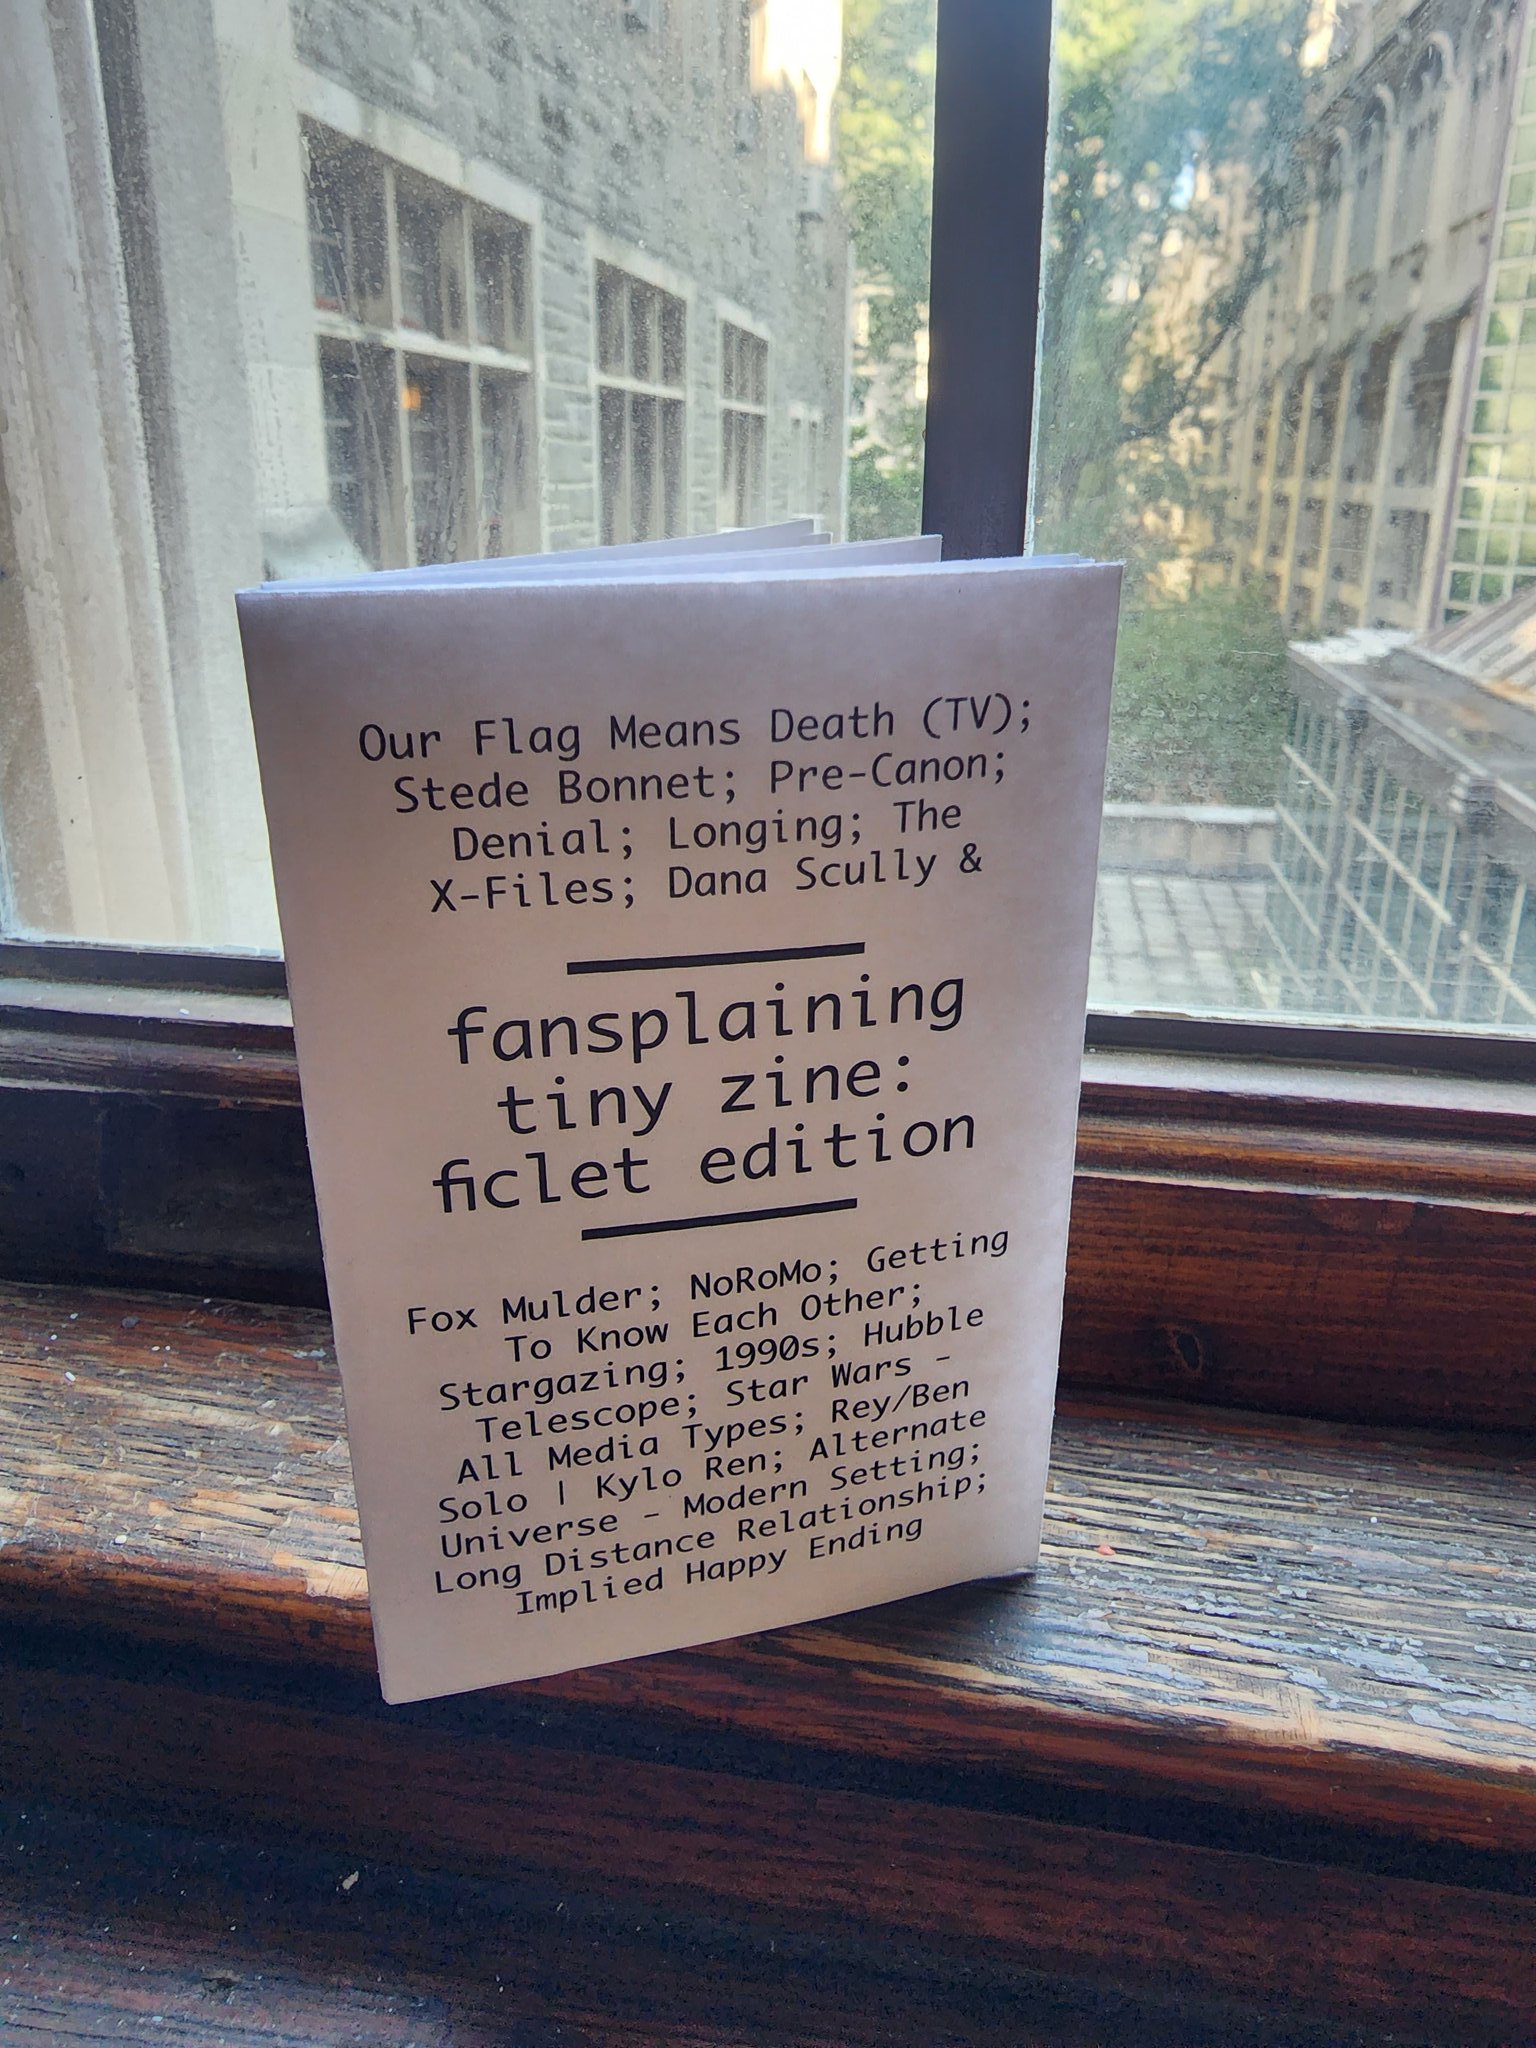 Our Flag Means Death (TV);
Stede Bonnet; Pre-Canon;
Denial; Longing; The
X-Files; Dana Scully &
fansplaining
tiny zine:
ficlet edition
Fox Mulder; NoRoMo; Getting
To Know Each Other;
Stargazing; 1990s; Hubble
Telescope; Star Wars -
All Media Types; Rey/Ben
Solo | Kylo Ren; Alternate
Universe - Modern Setting;
Long Distance Relationship;
Implied Happy Ending